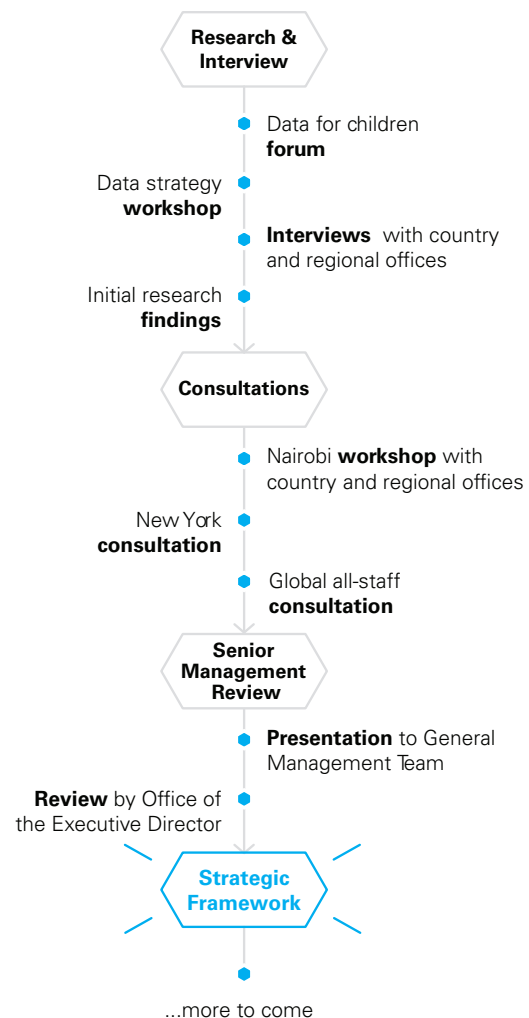 Research &
Interview
Data for children
forum
Data strategy
workshop
Interviews with country
and regional offices
Initial research
findings
Consultations
Nairobi workshop with
country and regional offices
New York
consultation
Global all-staff
consultation
Senior
Management
Review
Presentation to General
Management Team
Review by Office of
the Executive Director
Strategic
Framework
...more to come